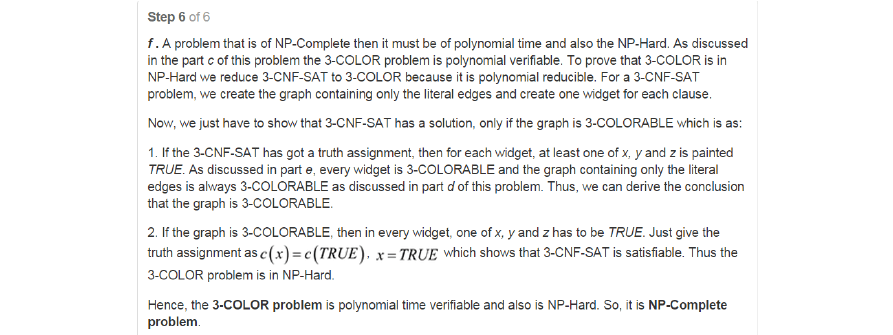 Step 6 of 6
f. A problem that is of NP-Complete then it must be of polynomial time and also the NP-Hard. As discussed
in the part c of this problem the 3-COLOR problem is polynomial verifiable. To prove that 3-COLOR is in
NP-Hard we reduce 3-CNF-SAT to 3-COLOR because it is polynomial reducible. For a 3-CNF-SAT
problem, we create the graph containing only the literal edges and create one widget for each clause.
Now, we just have to show that 3-CNF-SAT has a solution, only if the graph is 3-COLORABLE which is as:
1. If the 3-CNF-SAT has got a truth assignment, then for each widget, at least one of x, y and z is painted
TRUE. As discussed in part e, every widget is 3-COLORABLE and the graph containing only the literal
edges is always 3-COLORABLE as discussed in part d of this problem. Thus, we can derive the conclusion
that the graph is 3-COLORABLE.
2. If the graph is 3-COLORABLE, then in every widget, one of x, y and z has to be TRUE. Just give the
truth assignment as c(x)=c(TRUE), x=TRUE which shows that 3-CNF-SAT is satisfiable. Thus the
3-COLOR problem is in NP-Hard.
Hence, the 3-COLOR problem is polynomial time verifiable and also is NP-Hard. So, it is NP-Complete
problem.